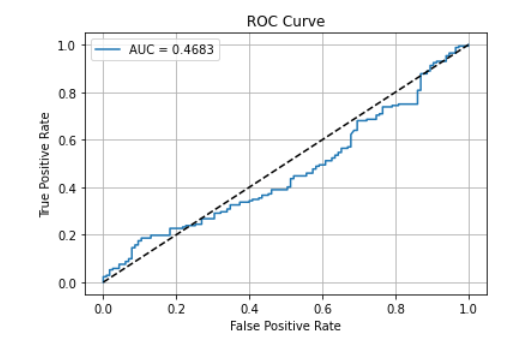 ROC Curve
AUC = 0.4683
1.0
0.8
0.6
0.4
0.2
0.0
True Positive Rate
0.0 0.2 0.4 0.6 0.8 1.0
False Positive Rate